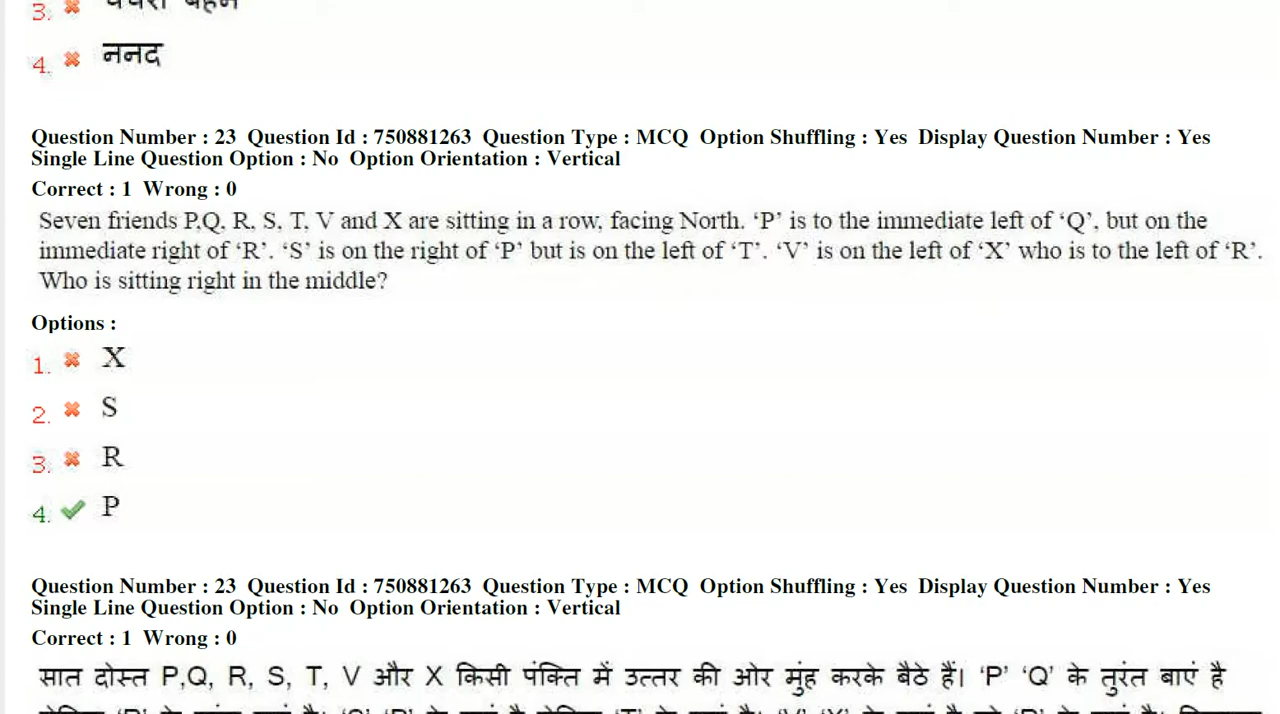 3.
4. ननद
Question Number : 23 Question Id : 750881263 Question Type : MCQ Option Shuffling : Yes Display Question Number : Yes
Single Line Question Option : No Option Orientation : Vertical
Correct : 1 Wrong : 0
Seven friends P,Q, R, S, T, V and X are sitting in a row, facing North. ‘P’ is to the immediate left of ‘Q’, but on the
immediate right of ‘R’. ‘S’ is on the right of ‘P’ but is on the left of ‘T’. ‘V’ is on the left of ‘X’ who is to the left of ‘R’.
Who is sitting right in the middle?
Options :
1. X
2. S
3. R
4. P
Question Number : 23 Question Id : 750881263 Question Type : MCQ Option Shuffling : Yes Display Question Number : Yes
Single Line Question Option : No Option Orientation : Vertical
Correct : 1 Wrong : 0
सात दोस्त P,Q, R, S, T, V और X किसी पंक्ति में उत्तर की ओर मुंह करके बैठे हैं। ‘P’ ‘Q’ के तुरंत बाएं है